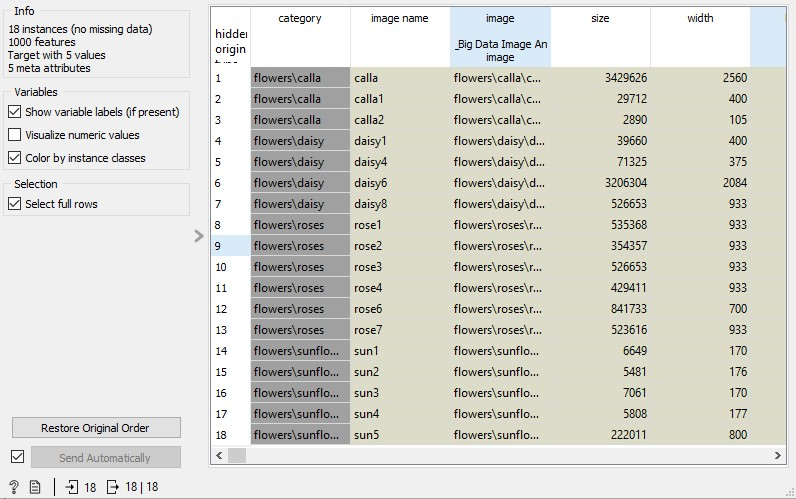 Info
18 instances (no missing data)
1000 features
Target with 5 values
5 meta attributes
Variables
Show variable labels (if present)
Visualize numeric values
Color by instance classes
Selection
Select full rows
Restore Original Order
Send Automatically
18 18 | 18
category image name image size width
hidden
origin _Big Data Image An
image
1 flowers\calla calla flowers\calla\c... 3429626 2560
2 flowers\calla calla1 flowers\calla\c... 29712 400
3 flowers\calla calla2 flowers\calla\c... 2890 105
4 flowers\daisy daisy1 flowers\daisy\d... 39660 400
5 flowers\daisy daisy4 flowers\daisy\d... 71325 375
6 flowers\daisy daisy6 flowers\daisy\d... 3206304 2084
7 flowers\daisy daisy8 flowers\daisy\d... 526653 933
8 flowers\roses rose1 flowers\roses\r... 535368 933
9 flowers\roses rose2 flowers\roses\r... 354357 933
10 flowers\roses rose3 flowers\roses\r... 526653 933
11 flowers\roses rose4 flowers\roses\r... 429411 933
12 flowers\roses rose6 flowers\roses\r... 841733 700
13 flowers\roses rose7 flowers\roses\r... 523616 933
14 flowers\sunflo... sun1 flowers\sunflo... 6649 170
15 flowers\sunflo... sun2 flowers\sunflo... 5481 176
16 flowers\sunflo... sun3 flowers\sunflo... 7061 170
17 flowers\sunflo... sun4 flowers\sunflo... 5808 177
18 flowers\sunflo... sun5 flowers\sunflo... 222011 800